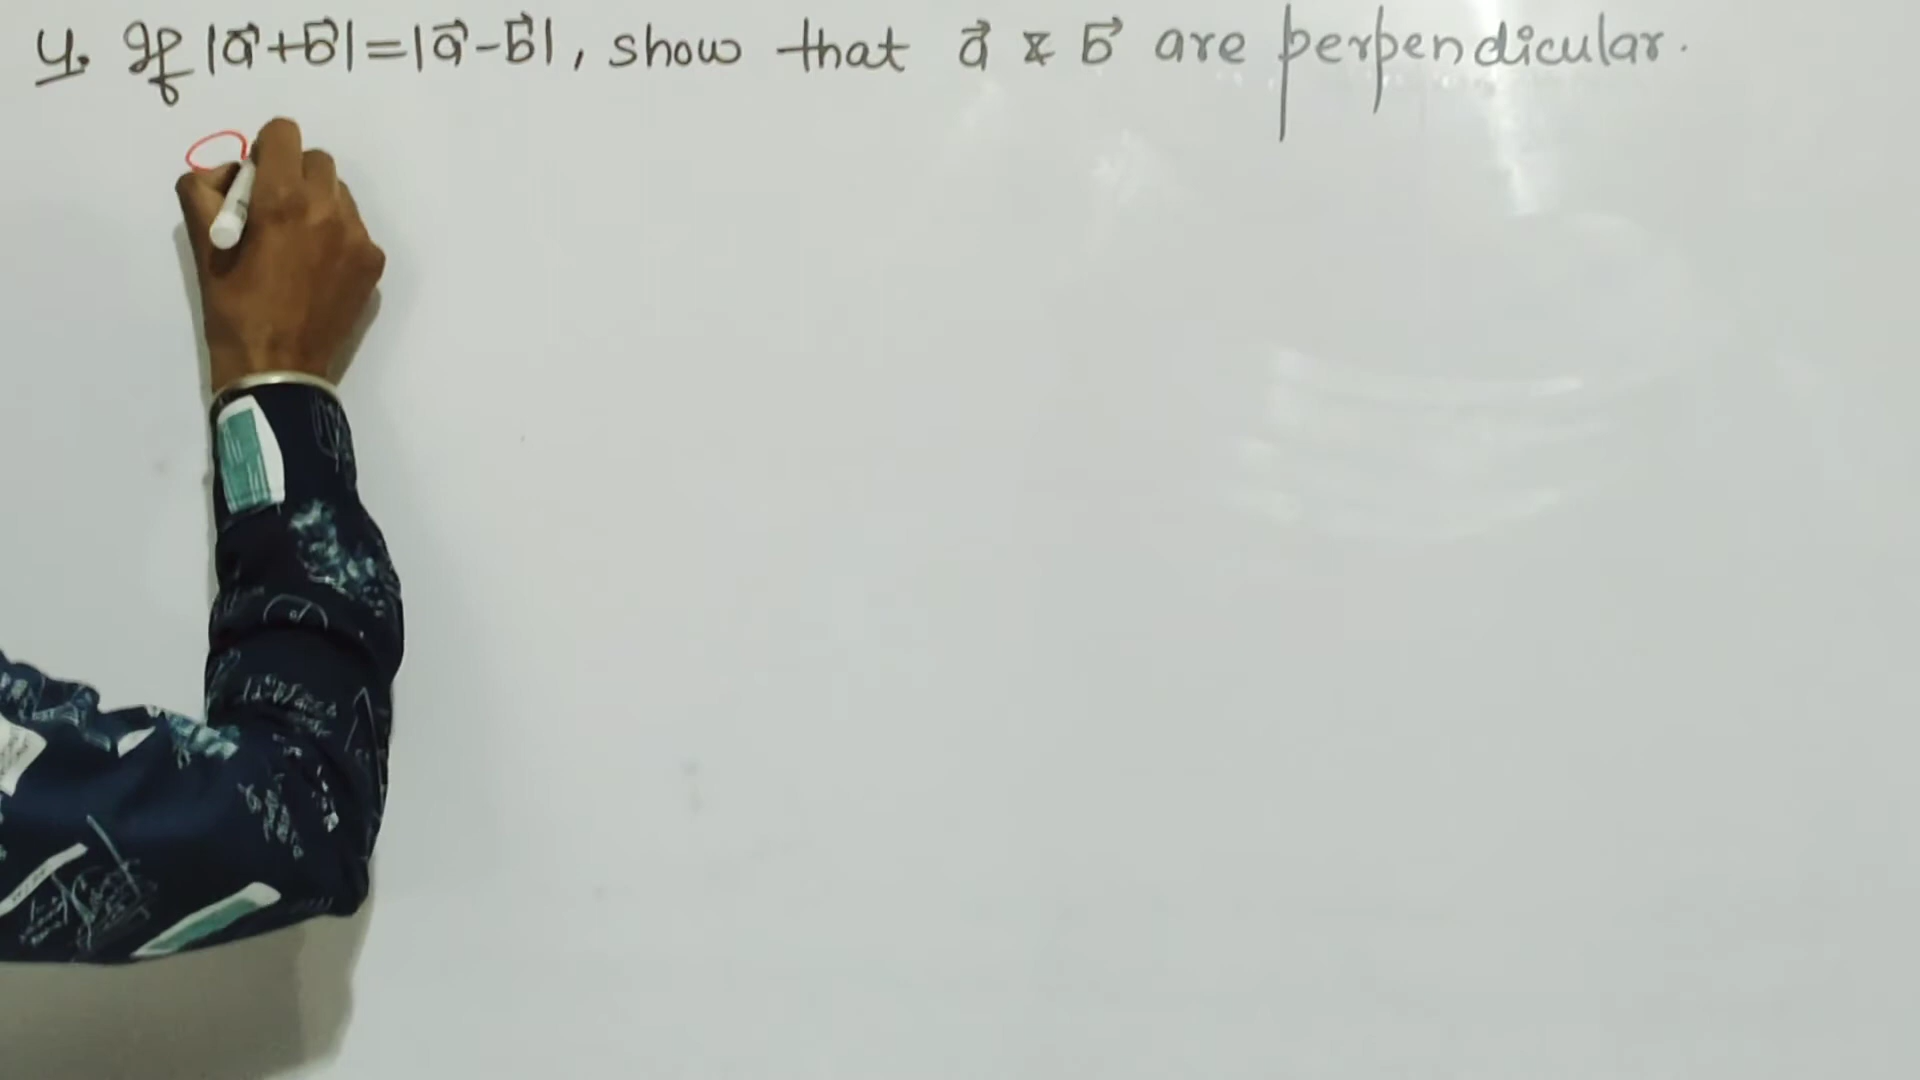 4. If |a⃗+b⃗|=|a⃗-b⃗|, show that a⃗ & b⃗ are perpendicular.